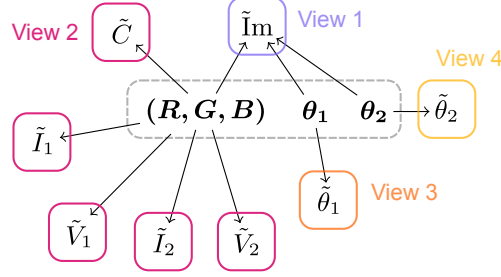 View 2
C̃
Ĩm
View 1
View 4
(R, G, B) θ₁ θ₂
θ̃₂
Ĩ₁
θ̃₁
View 3
Ṽ₁
Ĩ₂
Ṽ₂